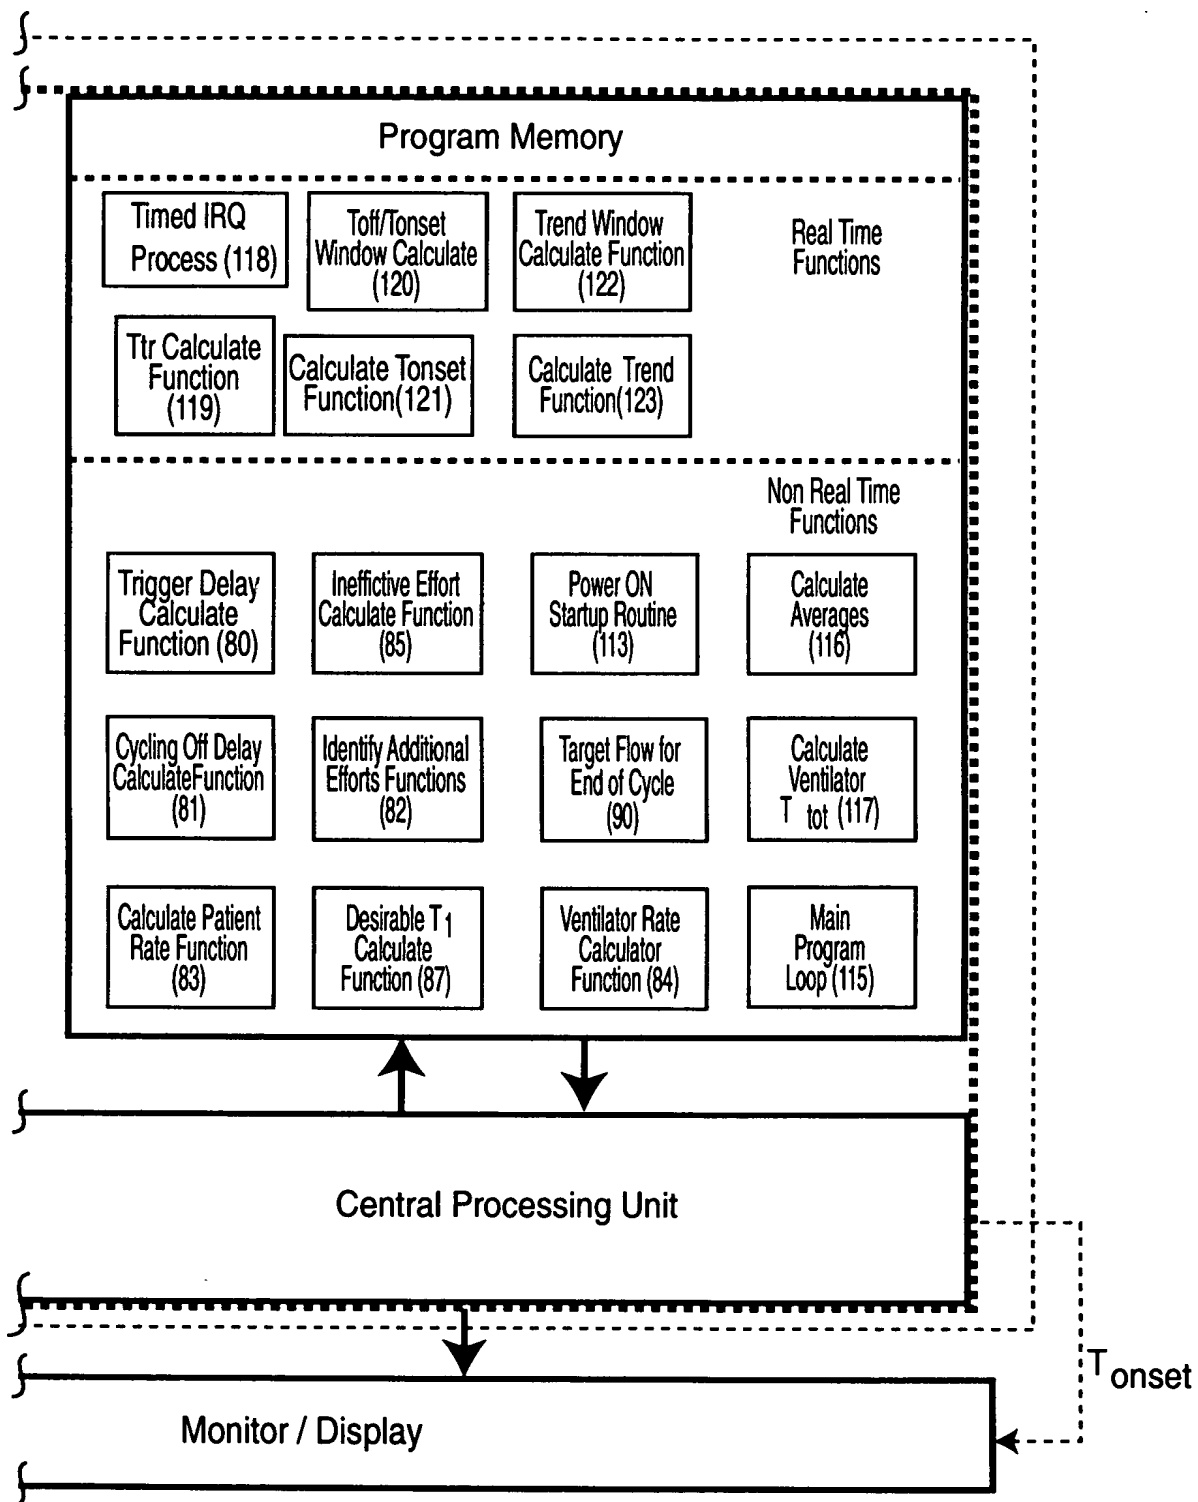 Program Memory
Timed IRQ
Process (118)
Toff/Tonset
Window Calculate
(120)
Trend Window
Calculate Function
(122)
Real Time
Functions
Ttr Calculate
Function
(119)
Calculate Tonset
Function(121)
Calculate Trend
Function(123)
Non Real Time
Functions
Trigger Delay
Calculate
Function (80)
Ineffictive Effort
Calculate Function
(85)
Power ON
Startup Routine
(113)
Calculate
Averages
(116)
Cycling Off Delay
CalculateFunction
(81)
Identify Additional
Efforts Functions
(82)
Target Flow for
End of Cycle
(90)
Calculate
Ventilator
T tot (117)
Calculate Patient
Rate Function
(83)
Desirable T1
Calculate
Function (87)
Ventilator Rate
Calculator
Function (84)
Main
Program
Loop (115)
Central Processing Unit
Tonset
Monitor / Display